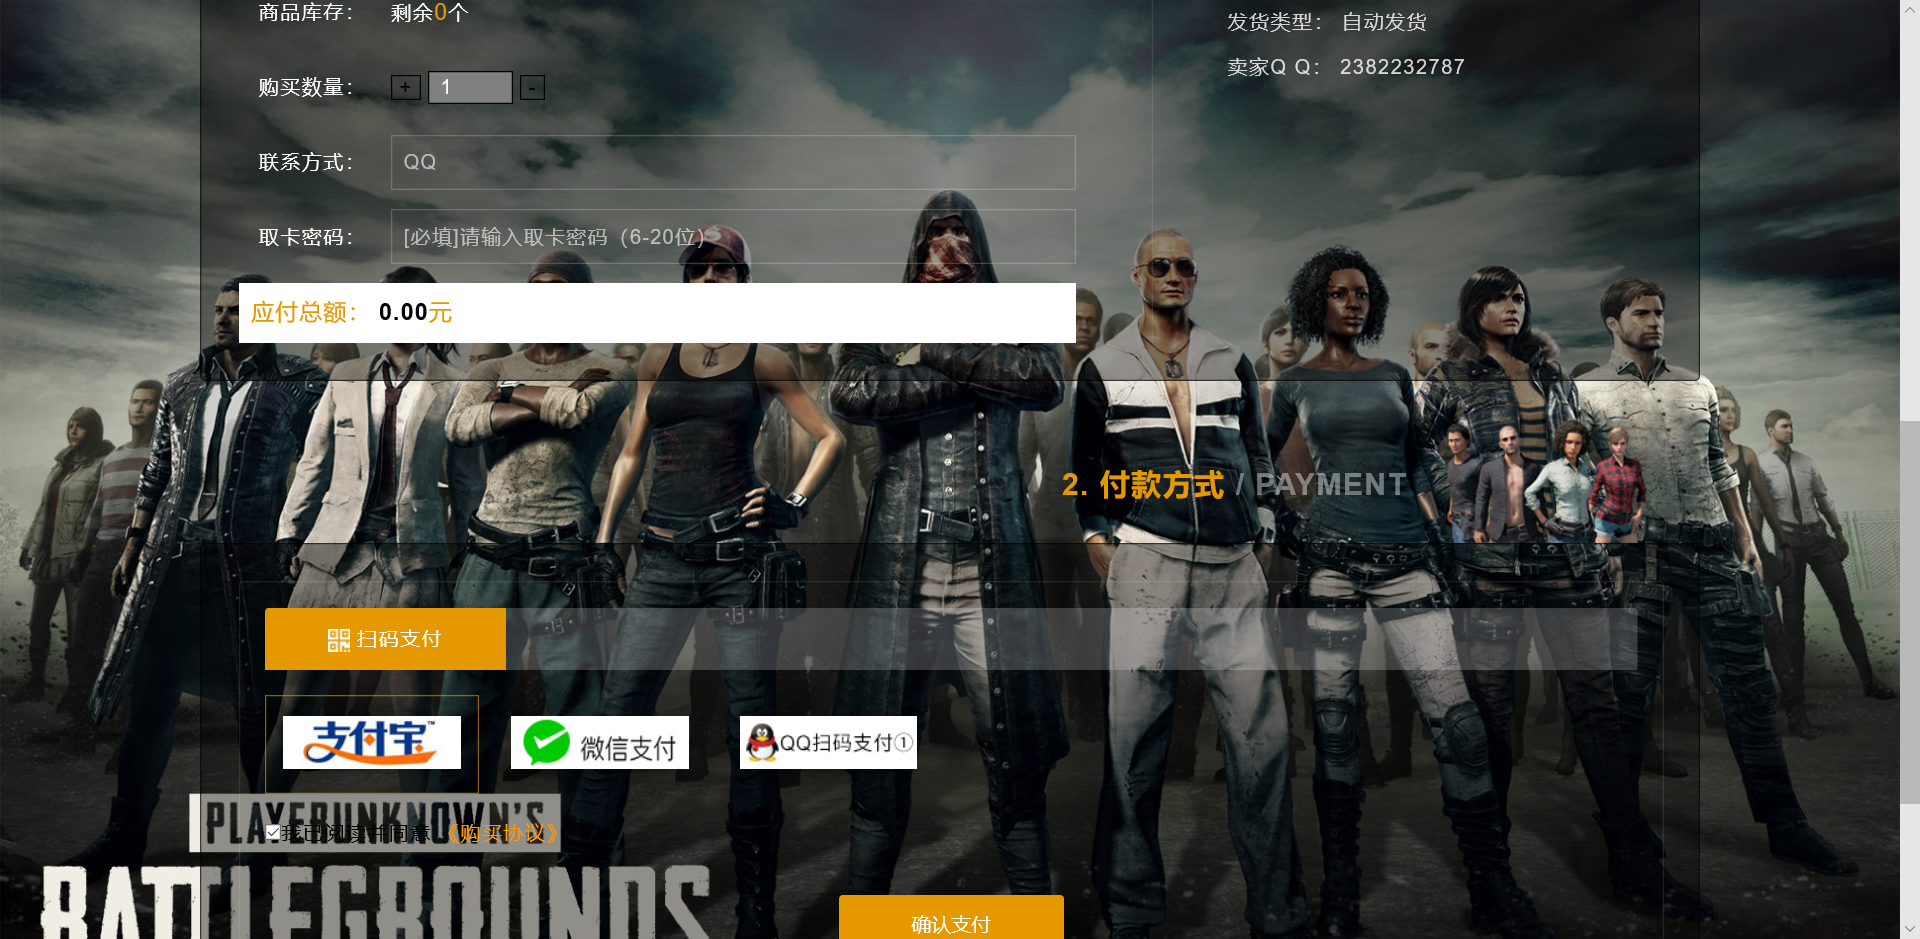 商品库存： 剩余0个
发货类型： 自动发货
卖家Q Q： 2382232787
购买数量： + 1 -
联系方式： QQ
取卡密码： [必填]请输入取卡密码（6-20位）
应付总额： 0.00元
2. 付款方式 / PAYMENT
扫码支付
支付宝™
微信支付
QQ扫码支付①
PLAYERUNKNOWN'S
我已阅读并同意《购买协议》
BATTLEGROUNDS
确认支付